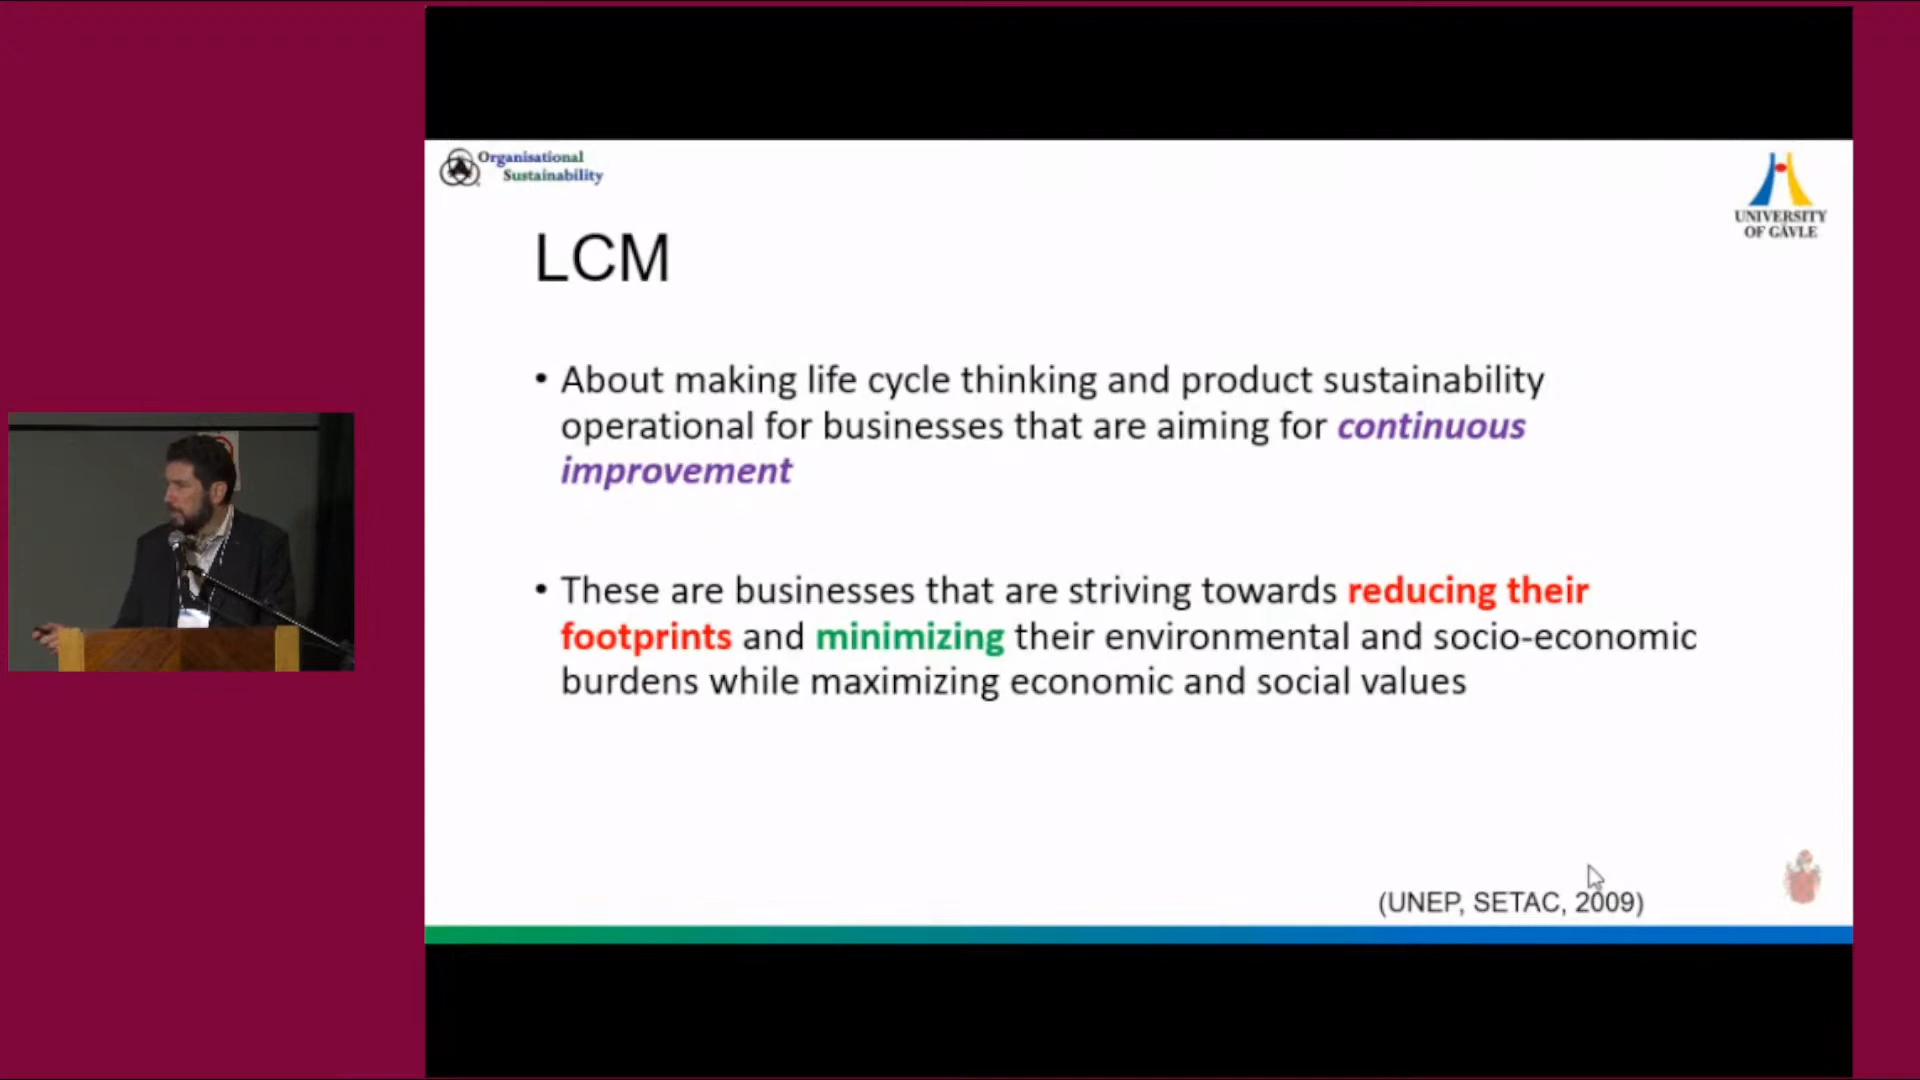 Organisational
Sustainability
UNIVERSITY
OF GÄVLE
LCM
• About making life cycle thinking and product sustainability
operational for businesses that are aiming for continuous
improvement
• These are businesses that are striving towards reducing their
footprints and minimizing their environmental and socio-economic
burdens while maximizing economic and social values
(UNEP, SETAC, 2009)